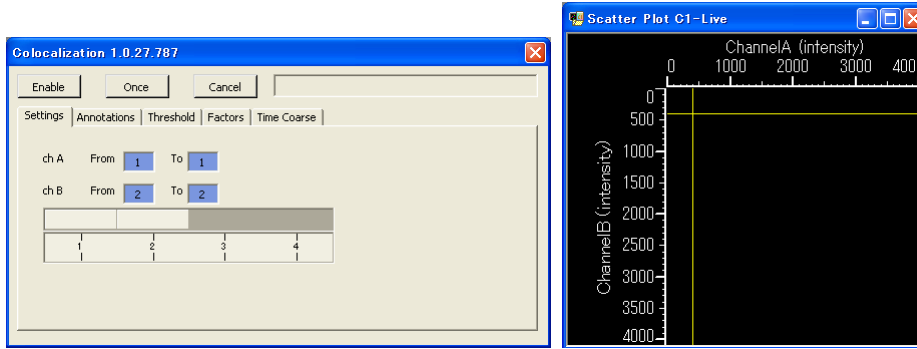 Colocalization 1.0.27.787
Enable Once Cancel
Settings Annotations Threshold Factors Time Coarse
ch A From 1 To 1
ch B From 2 To 2
1 2 3 4
Scatter Plot C1-Live
ChannelA (intensity)
0 1000 2000 3000 400
ChannelB (intensity)
0
500
1000
1500
2000
2500
3000
3500
4000